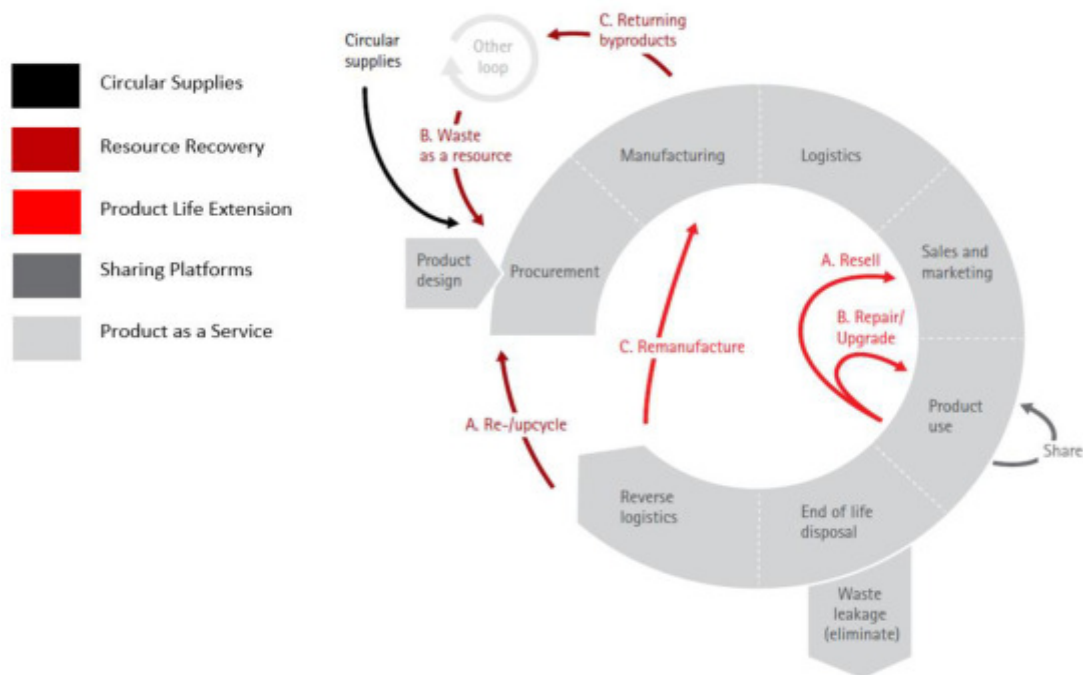 Circular Supplies
Resource Recovery
Product Life Extension
Sharing Platforms
Product as a Service
Circular
supplies
Other
loop
C. Returning
byproducts
B. Waste
as a resource
Manufacturing
Logistics
Product
design
Procurement
Sales and
marketing
A. Resell
B. Repair/
Upgrade
C. Remanufacture
Product
use
Share
A. Re-/upcycle
Reverse
logistics
End of life
disposal
Waste
leakage
(eliminate)